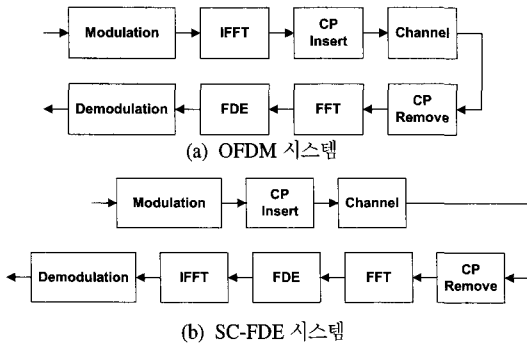 Modulation IFFT CP Insert Channel
Demodulation FDE FFT CP Remove
(a) OFDM 시스템
Modulation CP Insert Channel
Demodulation IFFT FDE FFT CP Remove
(b) SC-FDE 시스템